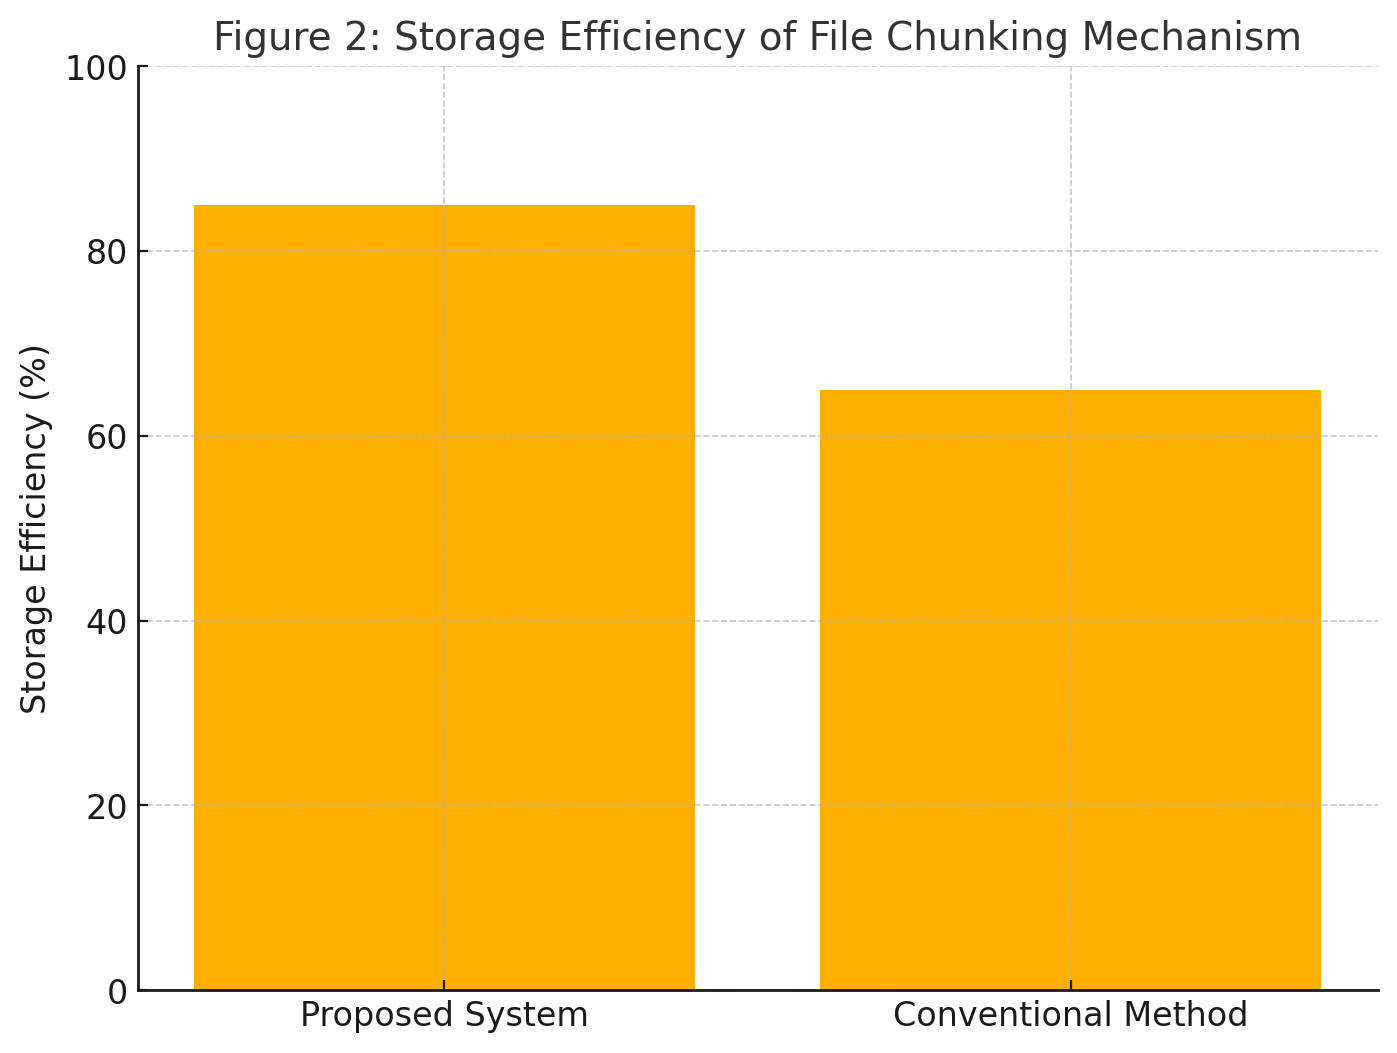 Figure 2: Storage Efficiency of File Chunking Mechanism
100
80
60
40
20
0
Storage Efficiency (%)
Proposed System
Conventional Method